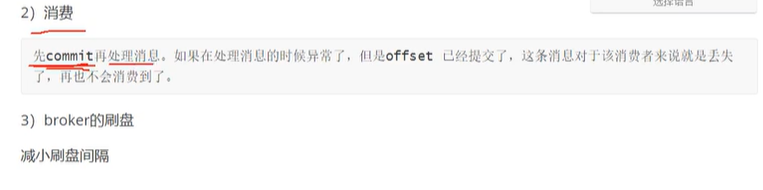 选择语言
2）消费
先commit再处理消息。如果在处理消息的时候异常了，但是offset 已经提交了，这条消息对于该消费者来说就是丢失
了，再也不会消费到了。
3）broker的刷盘
减小刷盘间隔